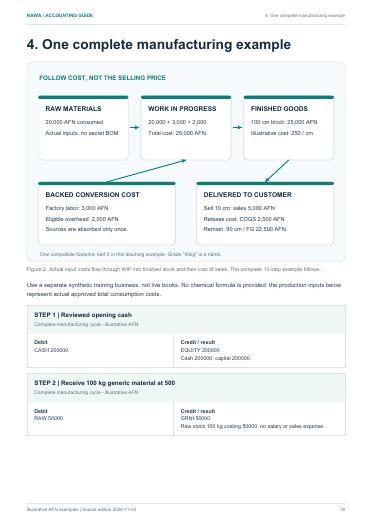 NAWA / ACCOUNTING GUIDE
4. One complete manufacturing example
4. One complete manufacturing example
FOLLOW COST, NOT THE SELLING PRICE
RAW MATERIALS
20,000 AFN consumed
Actual inputs, no secret BOM
WORK IN PROGRESS
20,000 + 3,000 + 2,000
Total cost: 25,000 AFN
FINISHED GOODS
100 cm block: 25,000 AFN
Illustrative cost: 250 / cm
BACKED CONVERSION COST
Factory labor: 3,000 AFN
Eligible overhead: 2,000 AFN
Sources are absorbed only once.
DELIVERED TO CUSTOMER
Sell 10 cm: sales 5,000 AFN
Release cost: COGS 2,500 AFN
Remain: 90 cm / FG 22,500 AFN
One compatible footprint; kerf 0 in this teaching example. Grade "45kg" is a name.
Figure 2. Actual input costs flow through WIP into finished stock and then cost of sales. The complete 13-step example follows.
Use a separate synthetic training business, not live books. No chemical formula is provided: the production inputs below
represent actual approved total consumption costs.
STEP 1 | Reviewed opening cash
Complete manufacturing cycle - illustrative AFN
Debit
CASH 200000
Credit / result
EQUITY 200000
Cash 200000; capital 200000.
STEP 2 | Receive 100 kg generic material at 500
Complete manufacturing cycle - illustrative AFN
Debit
RAW 50000
Credit / result
GRNI 50000
Raw stock 100 kg costing 50000; no salary or sales expense.
Illustrative AFN examples | Source edition 2026-11-03